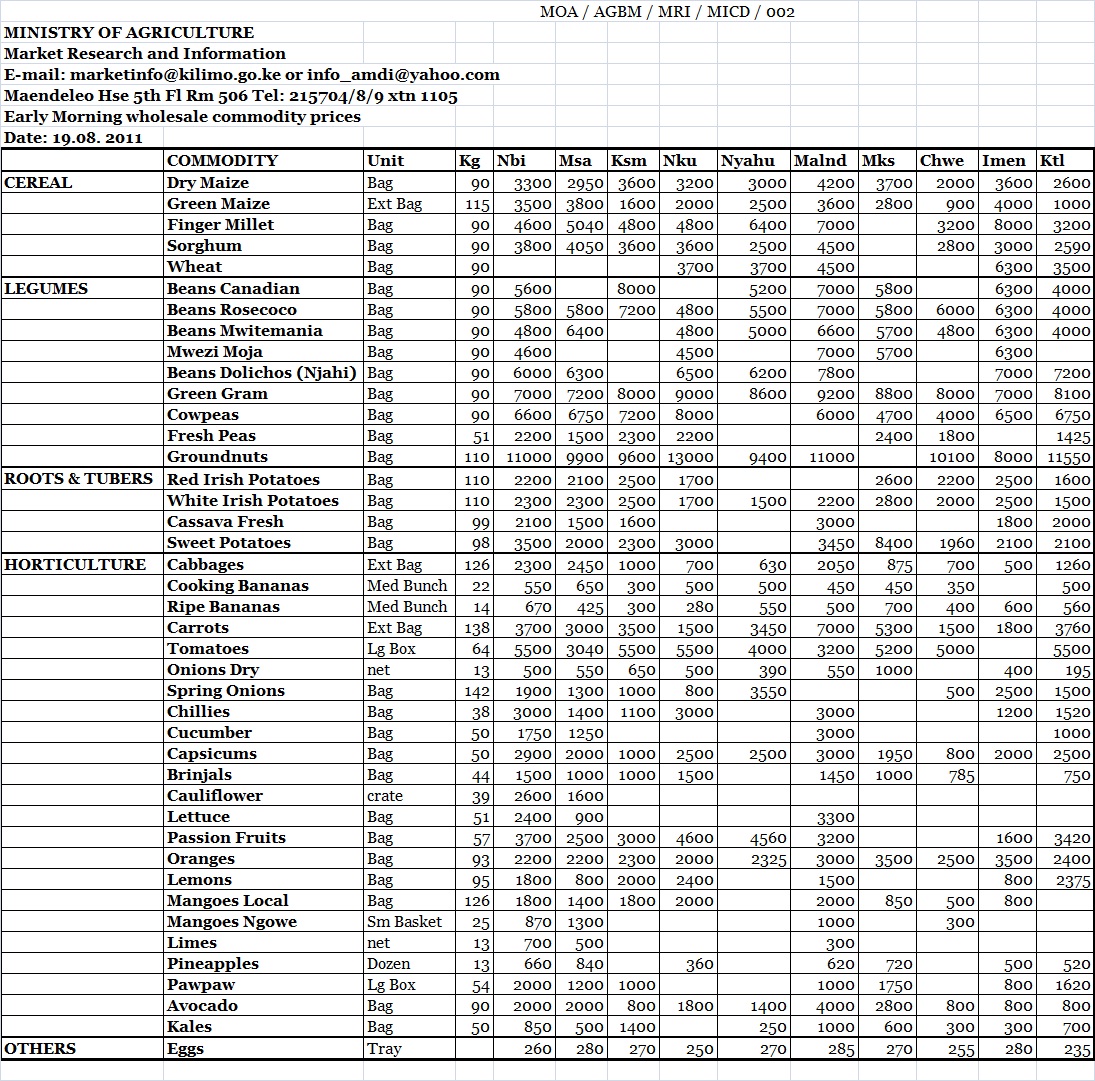 MOA / AGBM / MRI / MICD / 002
MINISTRY OF AGRICULTURE
Market Research and Information
E-mail: marketinfo@kilimo.go.ke or info_amdi@yahoo.com
Maendeleo Hse 5th Fl Rm 506 Tel: 215704/8/9 xtn 1105
Early Morning wholesale commodity prices
Date: 19.08. 2011
COMMODITY Unit Kg Nbi Msa Ksm Nku Nyahu Malnd Mks Chwe Imen Ktl
CEREAL Dry Maize Bag 90 3300 2950 3600 3200 3000 4200 3700 2000 3600 2600
Green Maize Ext Bag 115 3500 3800 1600 2000 2500 3600 2800 900 4000 1000
Finger Millet Bag 90 4600 5040 4800 4800 6400 7000 3200 8000 3200
Sorghum Bag 90 3800 4050 3600 3600 2500 4500 2800 3000 2590
Wheat Bag 90 3700 3700 4500 6300 3500
LEGUMES Beans Canadian Bag 90 5600 8000 5200 7000 5800 6300 4000
Beans Rosecoco Bag 90 5800 5800 7200 4800 5500 7000 5800 6000 6300 4000
Beans Mwitemania Bag 90 4800 6400 4800 5000 6600 5700 4800 6300 4000
Mwezi Moja Bag 90 4600 4500 7000 5700 6300
Beans Dolichos (Njahi) Bag 90 6000 6300 6500 6200 7800 7000 7200
Green Gram Bag 90 7000 7200 8000 9000 8600 9200 8800 8000 7000 8100
Cowpeas Bag 90 6600 6750 7200 8000 6000 4700 4000 6500 6750
Fresh Peas Bag 51 2200 1500 2300 2200 2400 1800 1425
Groundnuts Bag 110 11000 9900 9600 13000 9400 11000 10100 8000 11550
ROOTS & TUBERS Red Irish Potatoes Bag 110 2200 2100 2500 1700 2600 2200 2500 1600
White Irish Potatoes Bag 110 2300 2300 2500 1700 1500 2200 2800 2000 2500 1500
Cassava Fresh Bag 99 2100 1500 1600 3000 1800 2000
Sweet Potatoes Bag 98 3500 2000 2300 3000 3450 8400 1960 2100 2100
HORTICULTURE Cabbages Ext Bag 126 2300 2450 1000 700 630 2050 875 700 500 1260
Cooking Bananas Med Bunch 22 550 650 300 500 500 450 450 350 500
Ripe Bananas Med Bunch 14 670 425 300 280 550 500 700 400 600 560
Carrots Ext Bag 138 3700 3000 3500 1500 3450 7000 5300 1500 1800 3760
Tomatoes Lg Box 64 5500 3040 5500 5500 4000 3200 5200 5000 5500
Onions Dry net 13 500 550 650 500 390 550 1000 400 195
Spring Onions Bag 142 1900 1300 1000 800 3550 500 2500 1500
Chillies Bag 38 3000 1400 1100 3000 3000 1200 1520
Cucumber Bag 50 1750 1250 3000 1000
Capsicums Bag 50 2900 2000 1000 2500 2500 3000 1950 800 2000 2500
Brinjals Bag 44 1500 1000 1000 1500 1450 1000 785 750
Cauliflower crate 39 2600 1600
Lettuce Bag 51 2400 900 3300
Passion Fruits Bag 57 3700 2500 3000 4600 4560 3200 1600 3420
Oranges Bag 93 2200 2200 2300 2000 2325 3000 3500 2500 3500 2400
Lemons Bag 95 1800 800 2000 2400 1500 800 2375
Mangoes Local Bag 126 1800 1400 1800 2000 2000 850 500 800
Mangoes Ngowe Sm Basket 25 870 1300 1000 300
Limes net 13 700 500 300
Pineapples Dozen 13 660 840 360 620 720 500 520
Pawpaw Lg Box 54 2000 1200 1000 1000 1750 800 1620
Avocado Bag 90 2000 2000 800 1800 1400 4000 2800 800 800 800
Kales Bag 50 850 500 1400 250 1000 600 300 300 700
OTHERS Eggs Tray 260 280 270 250 270 285 270 255 280 235